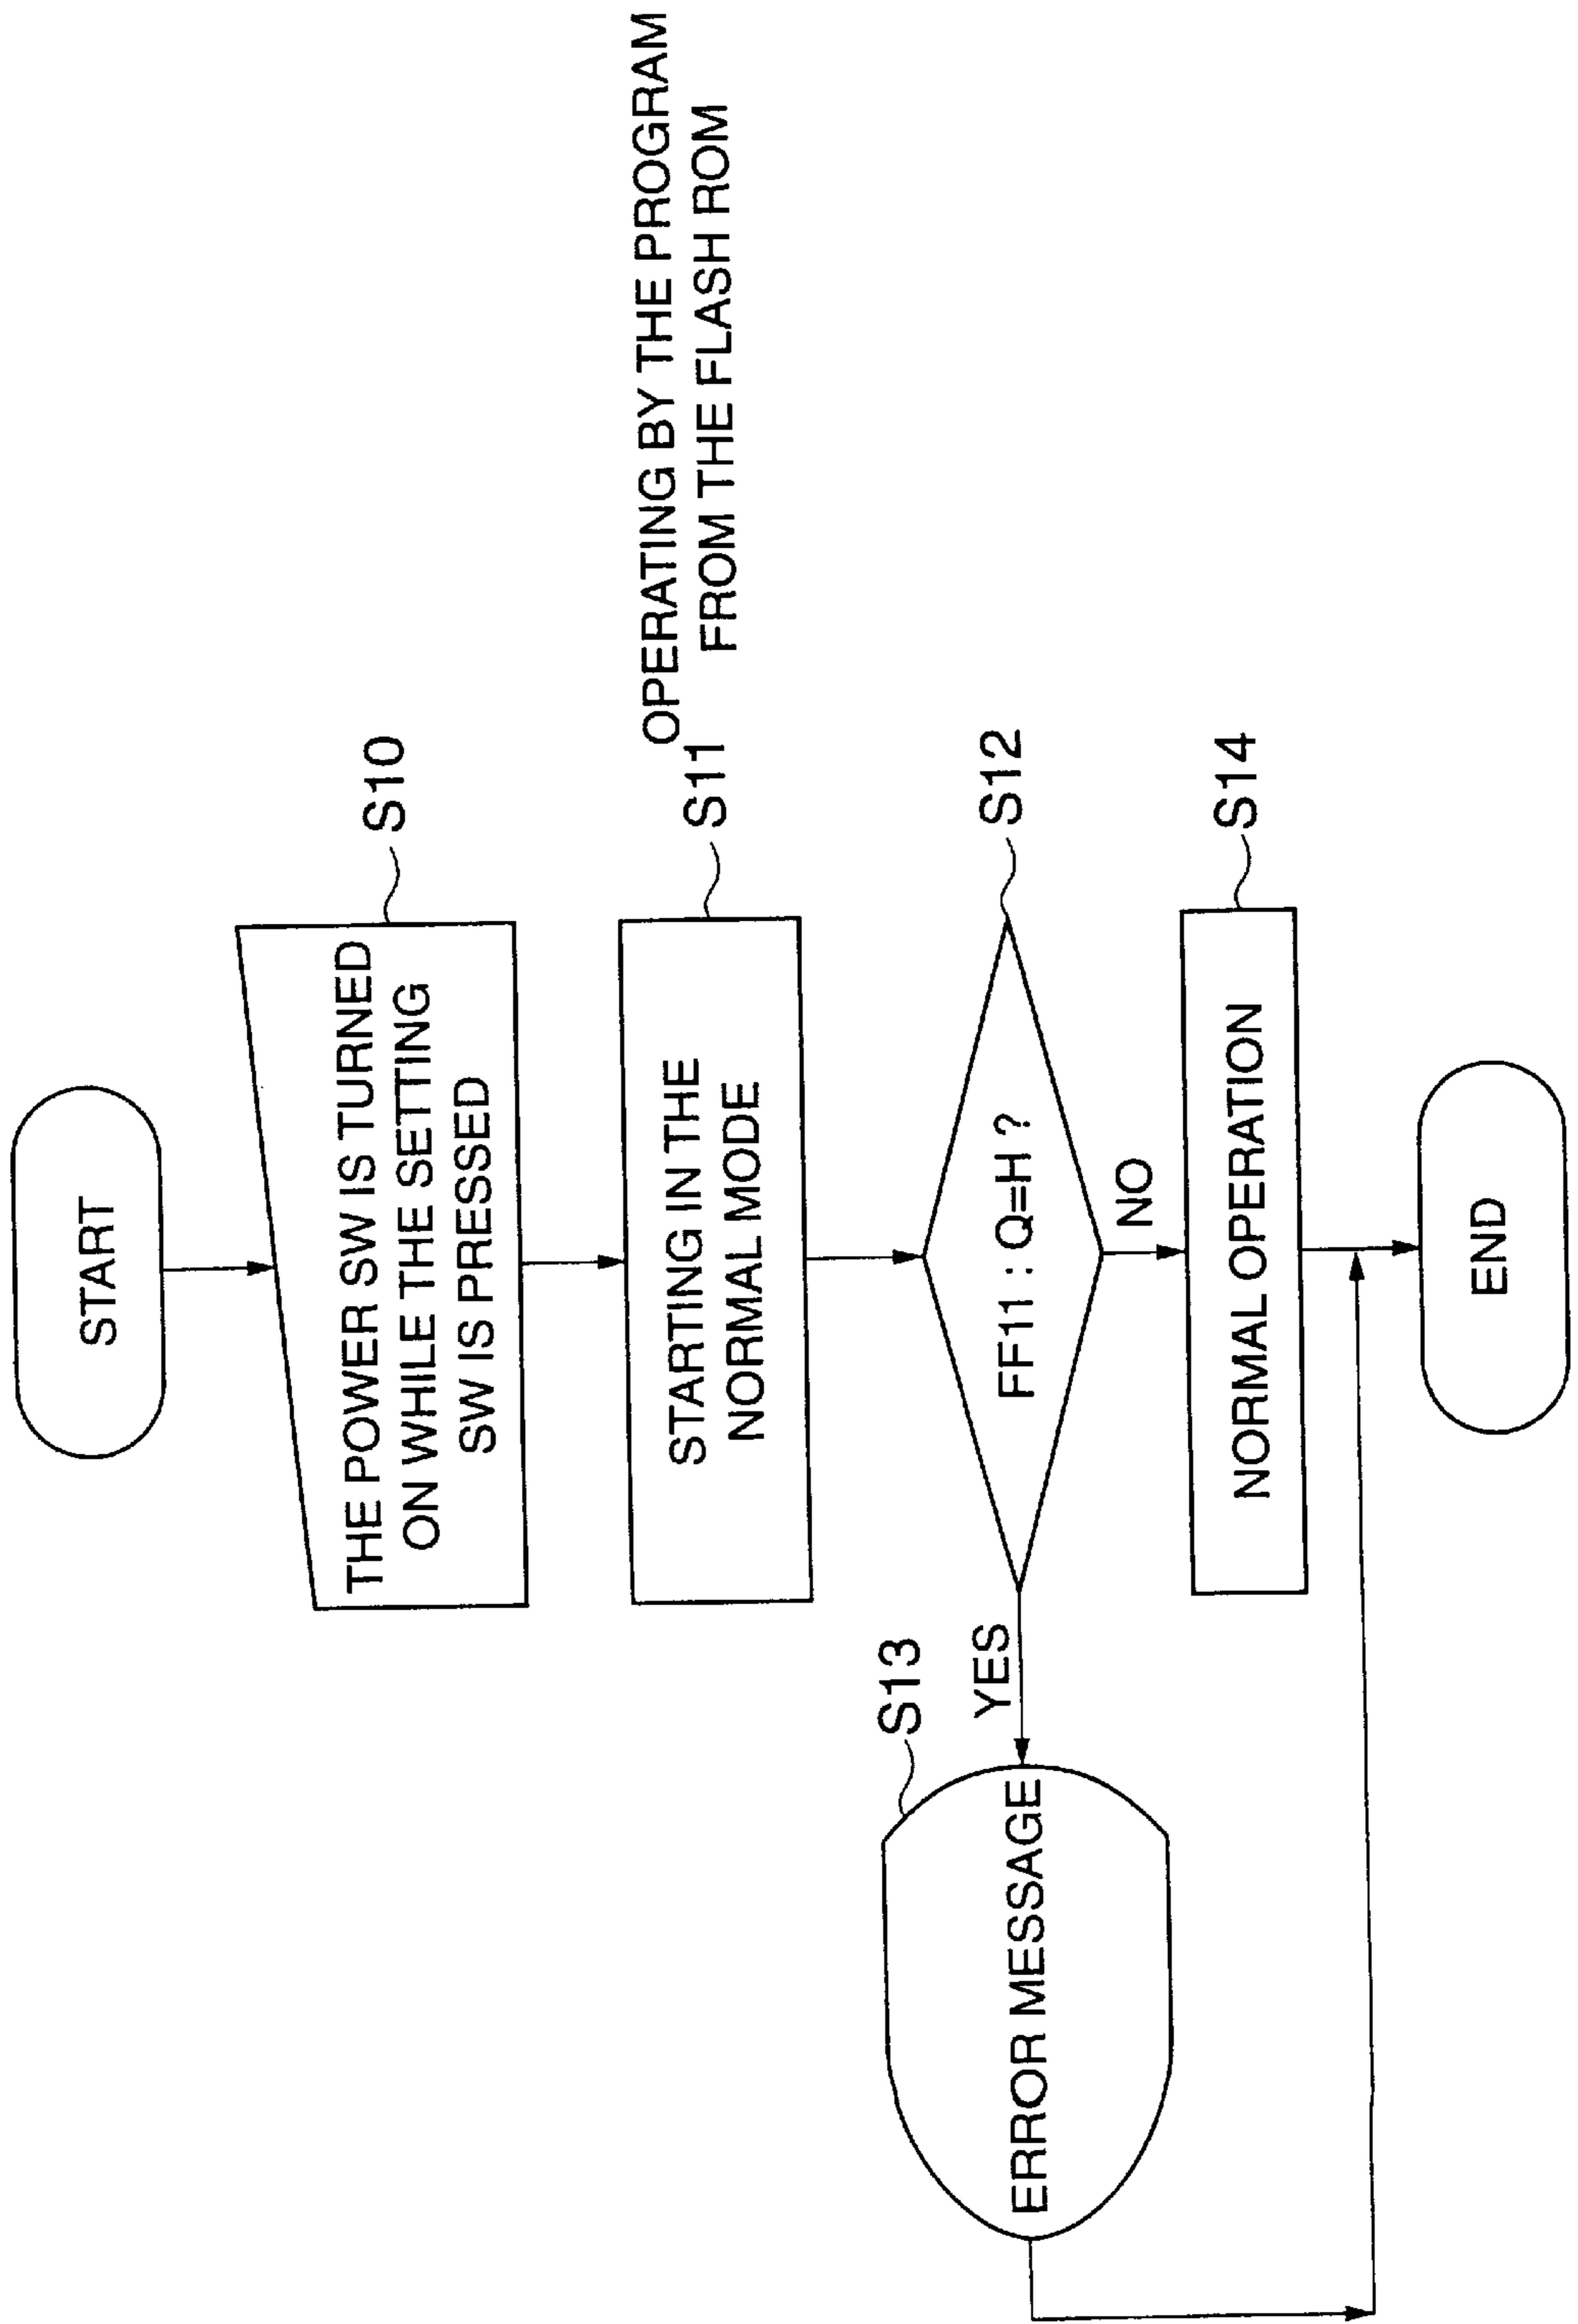 START
THE POWER SW IS TURNED
ON WHILE THE SETTING
SW IS PRESSED
S10
OPERATING BY THE PROGRAM
FROM THE FLASH ROM
STARTING IN THE
NORMAL MODE
S11
FF11 : Q=H ?
S12
YES
NO
S13
ERROR MESSAGE
NORMAL OPERATION
S14
END